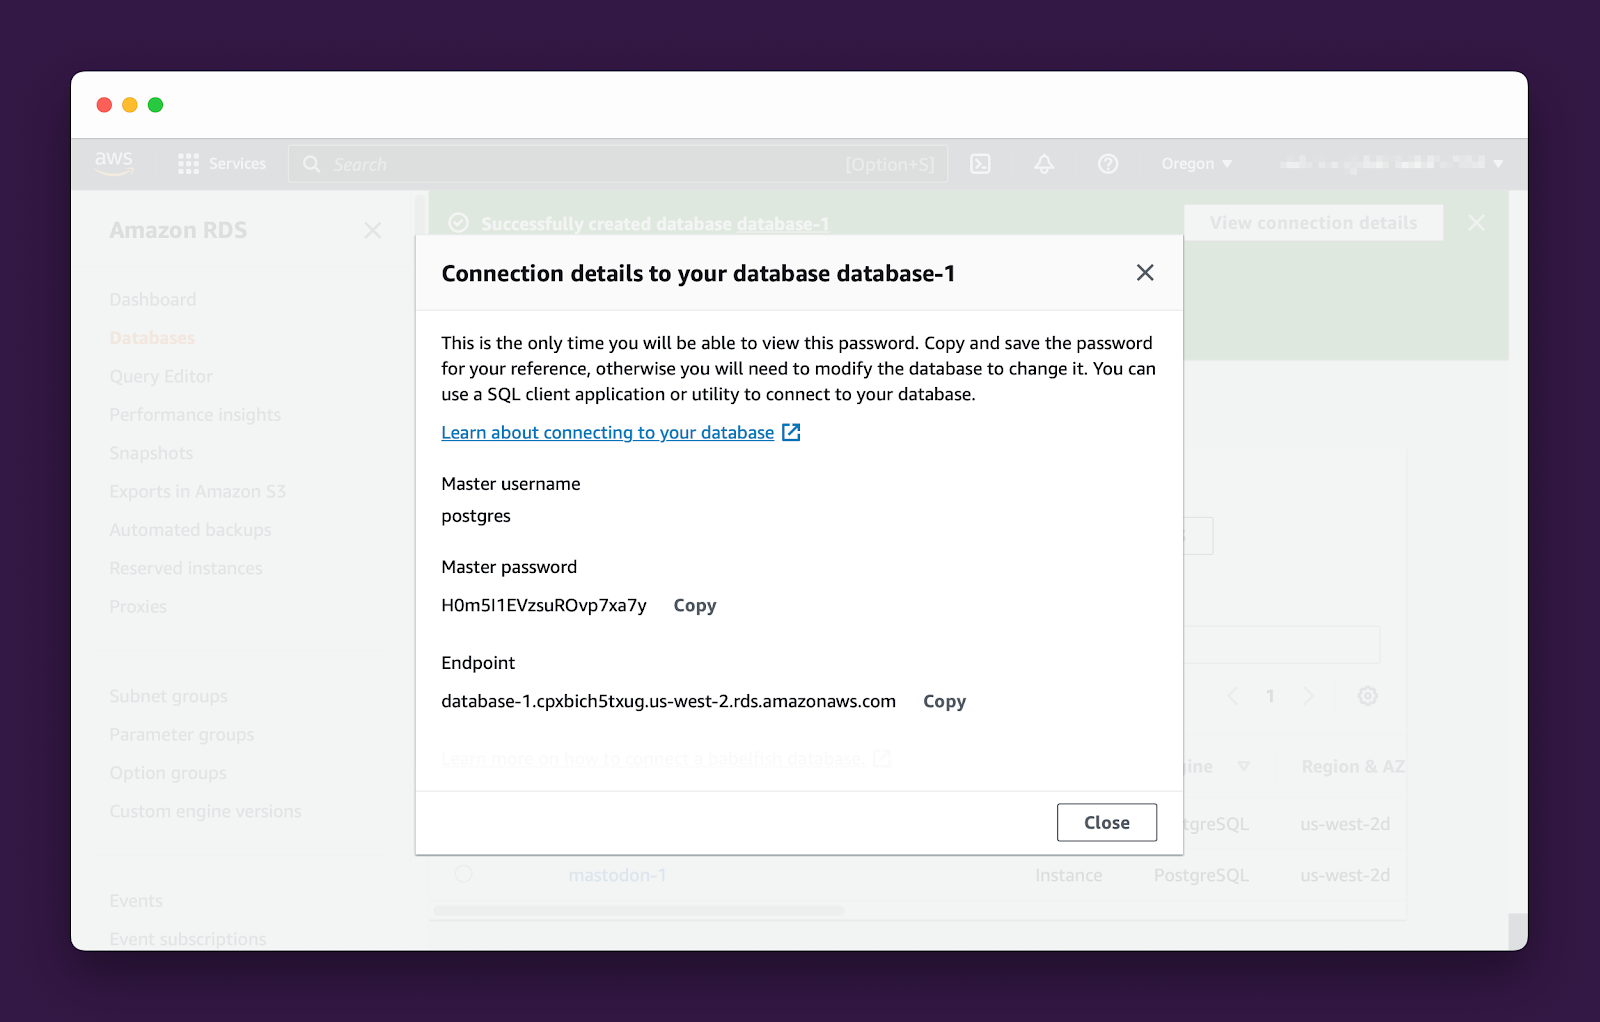 aws
Services
Search
[Option+S]
Oregon
Amazon RDS
Dashboard
Databases
Query Editor
Performance insights
Snapshots
Exports in Amazon S3
Automated backups
Reserved instances
Proxies
Subnet groups
Parameter groups
Option groups
Custom engine versions
Events
Event subscriptions
Successfully created database database-1
View connection details
Connection details to your database database-1
This is the only time you will be able to view this password. Copy and save the password
for your reference, otherwise you will need to modify the database to change it. You can
use a SQL client application or utility to connect to your database.
Learn about connecting to your database
Master username
postgres
Master password
H0m5I1EVzsuROvp7xa7y Copy
Endpoint
database-1.cpxbich5txug.us-west-2.rds.amazonaws.com Copy
Learn more on how to connect a babelfish database.
Close
1
gine
Region & AZ
tgreSQL
us-west-2d
mastodon-1
Instance
PostgreSQL
us-west-2d